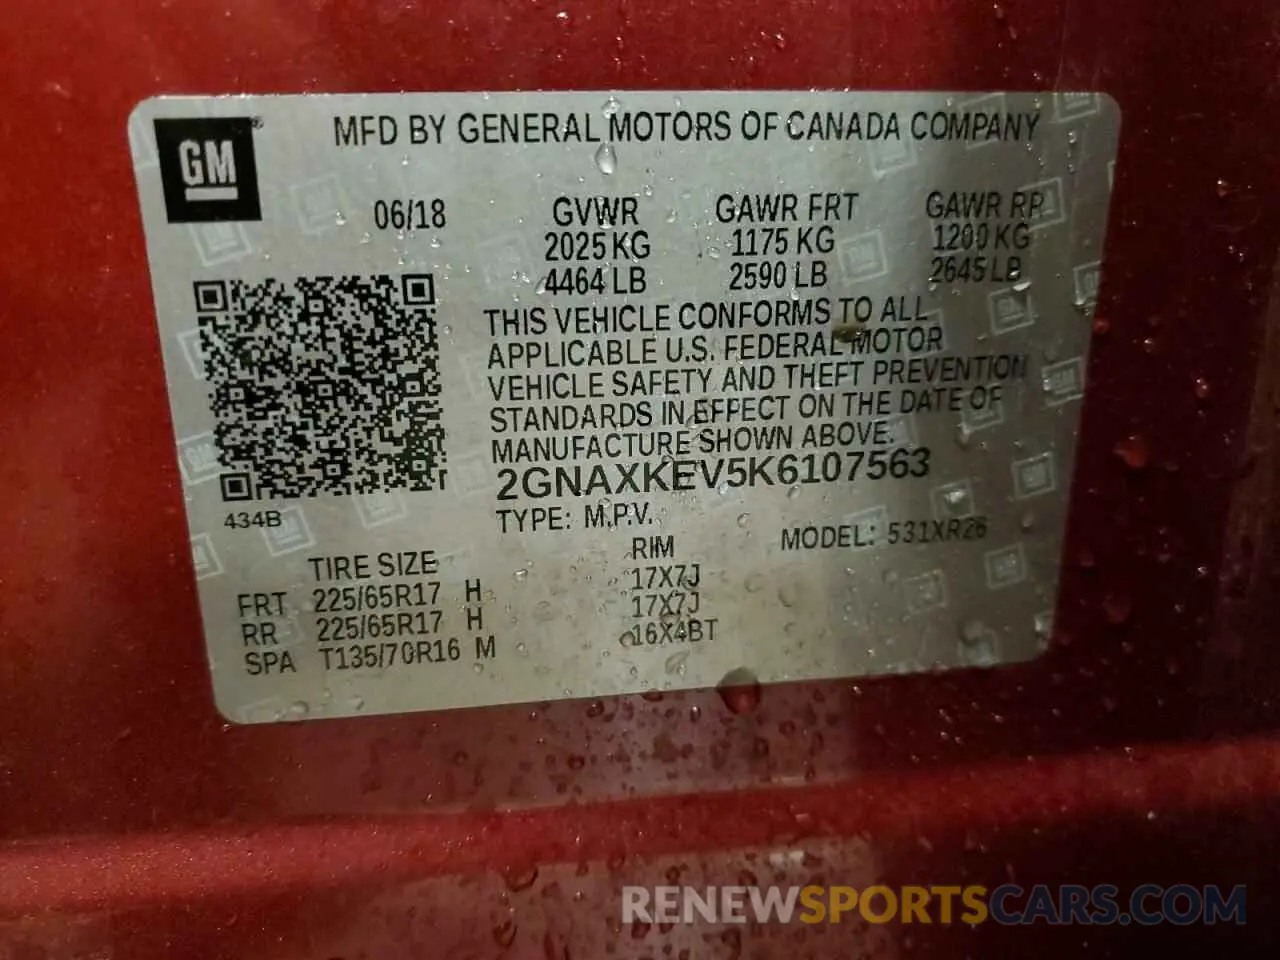 GM®
MFD BY GENERAL MOTORS OF CANADA COMPANY
06/18 GVWR GAWR FRT GAWR RR
2025 KG 1175 KG 1200 KG
4464 LB 2590 LB 2645 LB
THIS VEHICLE CONFORMS TO ALL
APPLICABLE U.S. FEDERAL MOTOR
VEHICLE SAFETY AND THEFT PREVENTION
STANDARDS IN EFFECT ON THE DATE OF
MANUFACTURE SHOWN ABOVE.
2GNAXKEV5K6107563
434B
TYPE: M.P.V. MODEL: 531XR26
TIRE SIZE RIM
FRT 225/65R17 H 17X7J
RR 225/65R17 H 17X7J
SPA T135/70R16 M 16X4BT
RENEWSPORTSCARS.COM